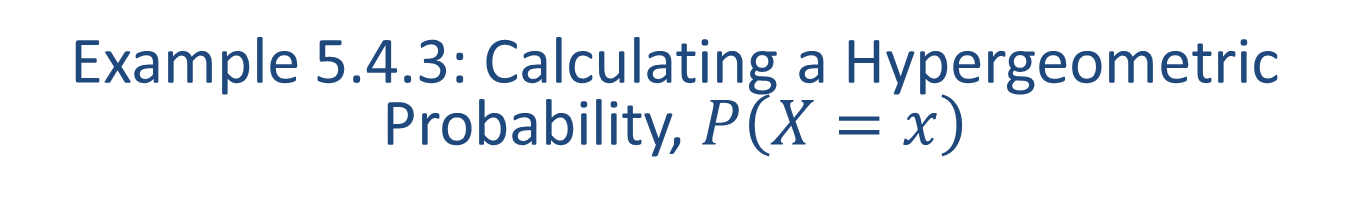 Example 5.4.3: Calculating a Hypergeometric
Probability, P(X = x)